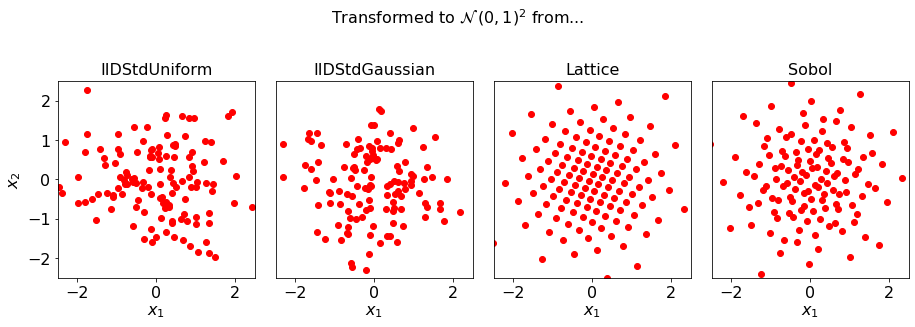 Transformed to 𝒩(0, 1)² from...
IIDStdUniform IIDStdGaussian Lattice Sobol
2
1
0
−1
−2
x₂
−2 0 2 −2 0 2 −2 0 2 −2 0 2
x₁ x₁ x₁ x₁